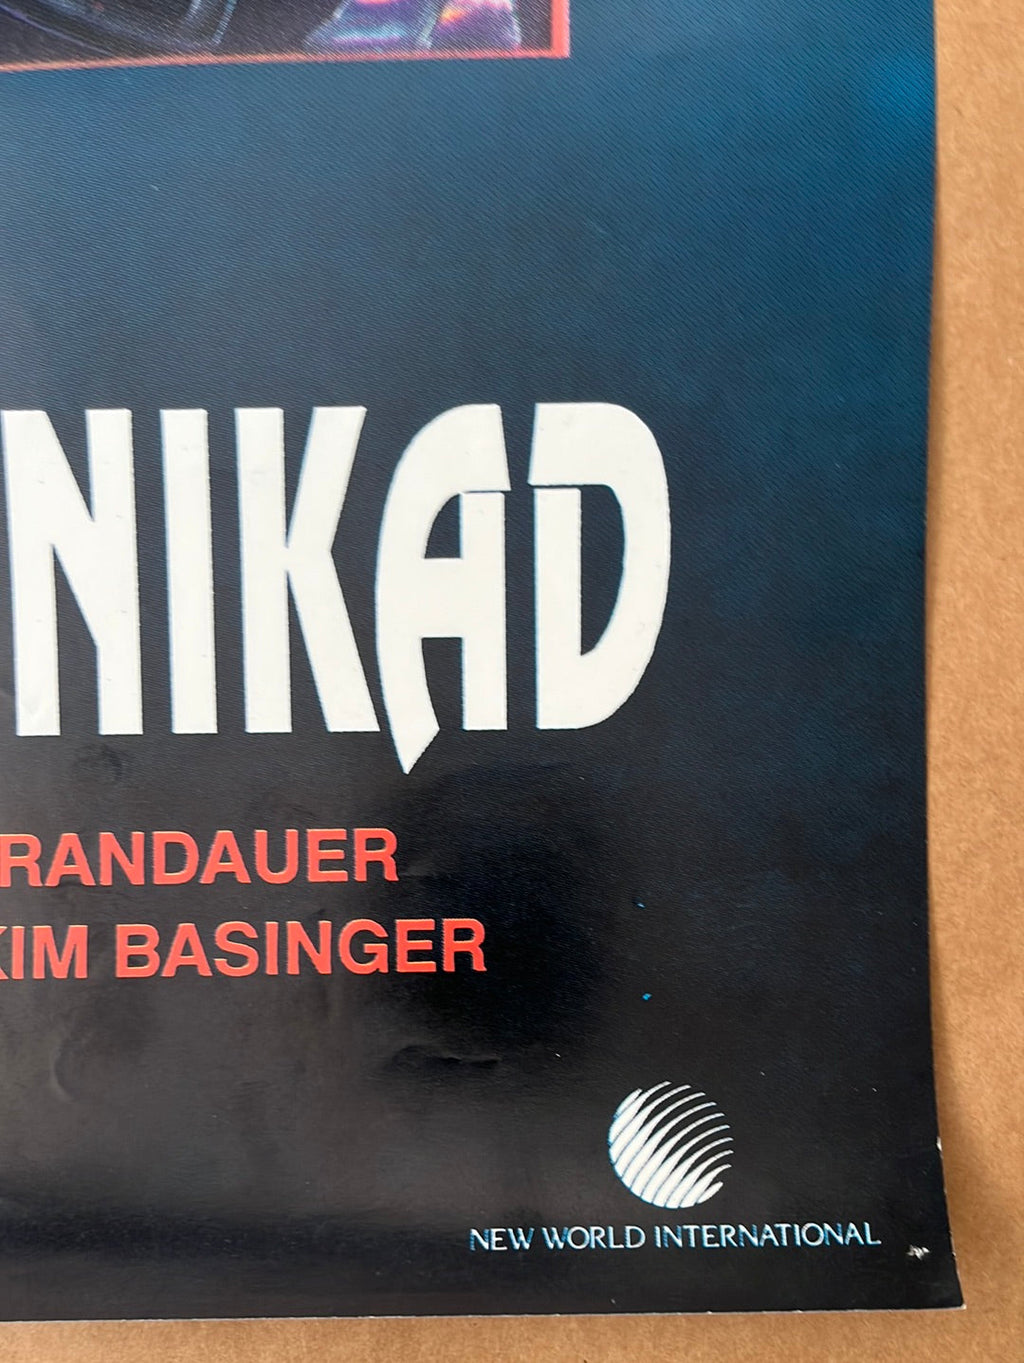 NIKAD
RANDAUER
KIM BASINGER
NEW WORLD INTERNATIONAL